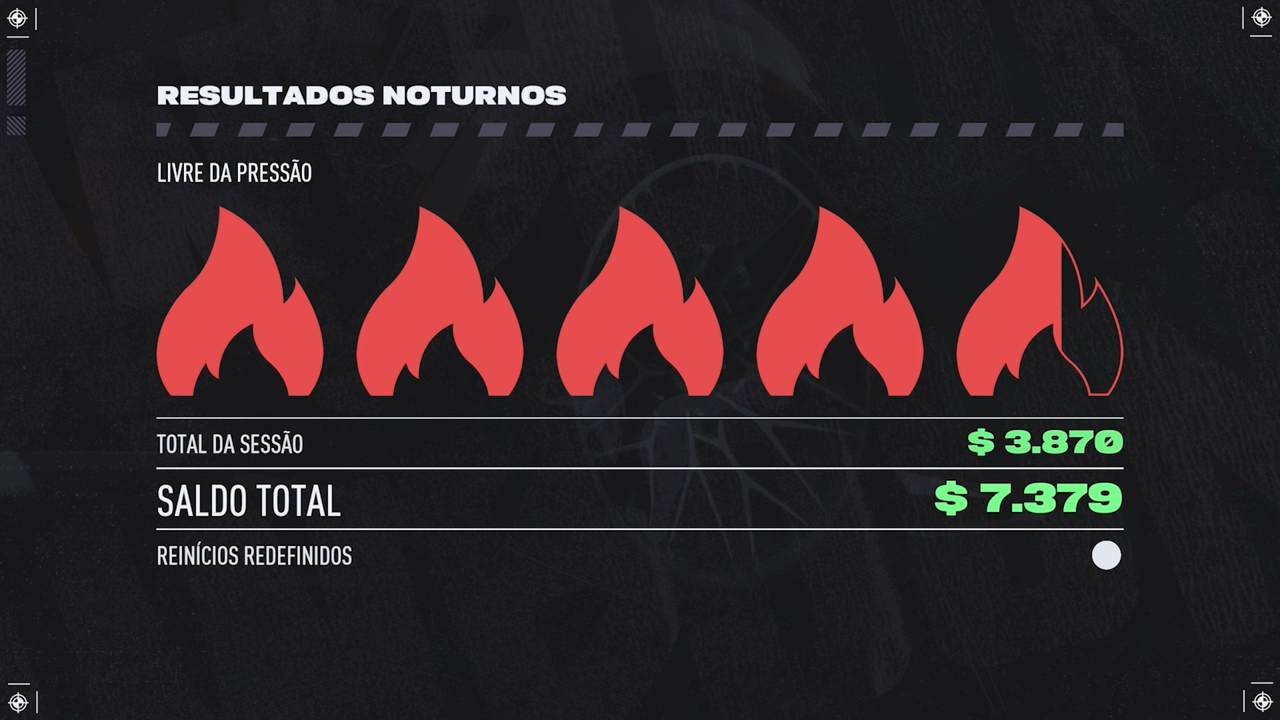 RESULTADOS NOTURNOS
LIVRE DA PRESSÃO
TOTAL DA SESSÃO $ 3.870
SALDO TOTAL $ 7.379
REINÍCIOS REDEFINIDOS